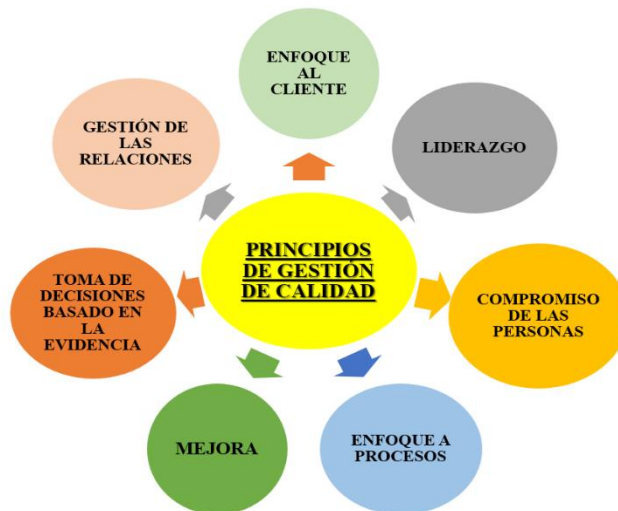 ENFOQUE
AL
CLIENTE
LIDERAZGO
COMPROMISO
DE LAS
PERSONAS
ENFOQUE A
PROCESOS
MEJORA
TOMA DE
DECISIONES
BASADO EN
LA
EVIDENCIA
GESTIÓN DE
LAS
RELACIONES
PRINCIPIOS
DE GESTIÓN
DE CALIDAD